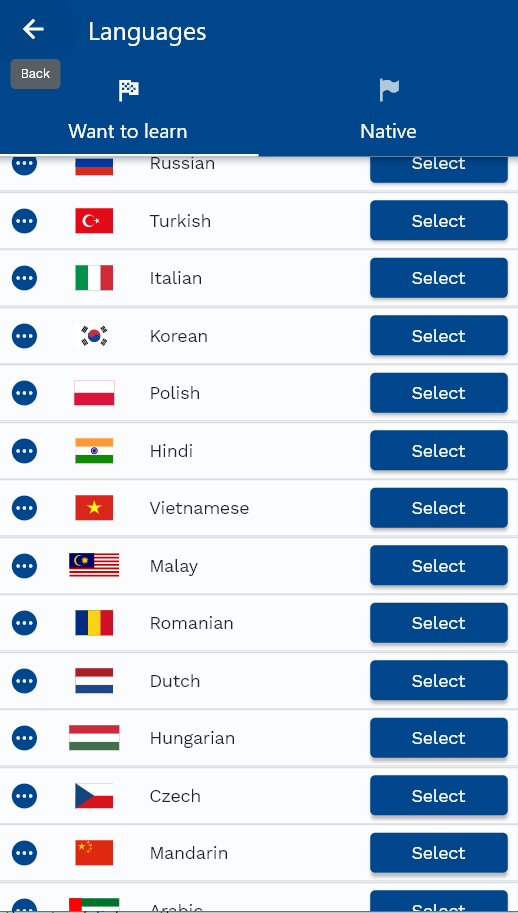 Languages
Back
Want to learn
Native
Russian Select
Turkish Select
Italian Select
Korean Select
Polish Select
Hindi Select
Vietnamese Select
Malay Select
Romanian Select
Dutch Select
Hungarian Select
Czech Select
Mandarin Select
Arabic Select